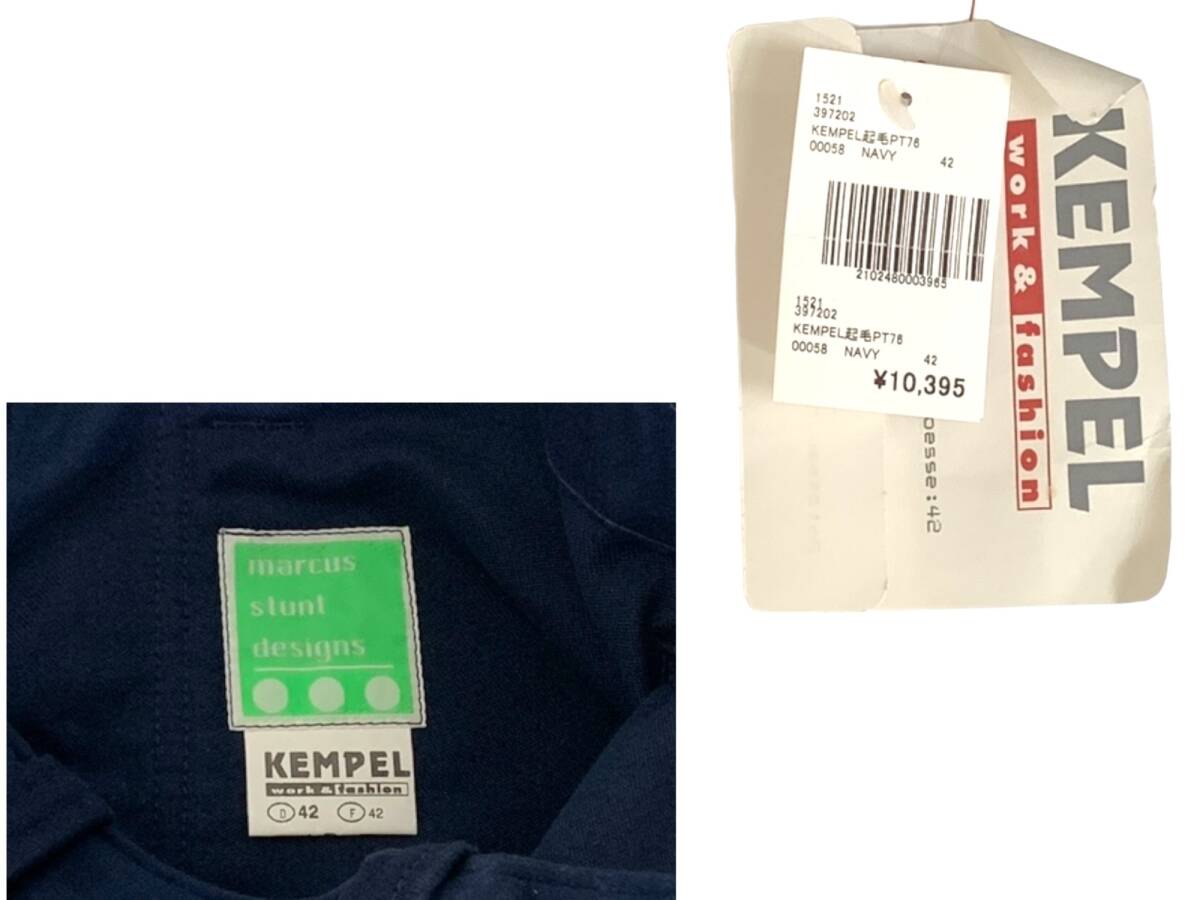 1521
397202
KEMPEL起毛PT76
00058 NAVY 42
2102480003965
1521
397202
KEMPEL起毛PT76
00058 NAVY 42
¥10,395
KEMPEL
work & fashion
:42
marcus
stunt
designs
KEMPEL
work & fashion
D 42 F 42